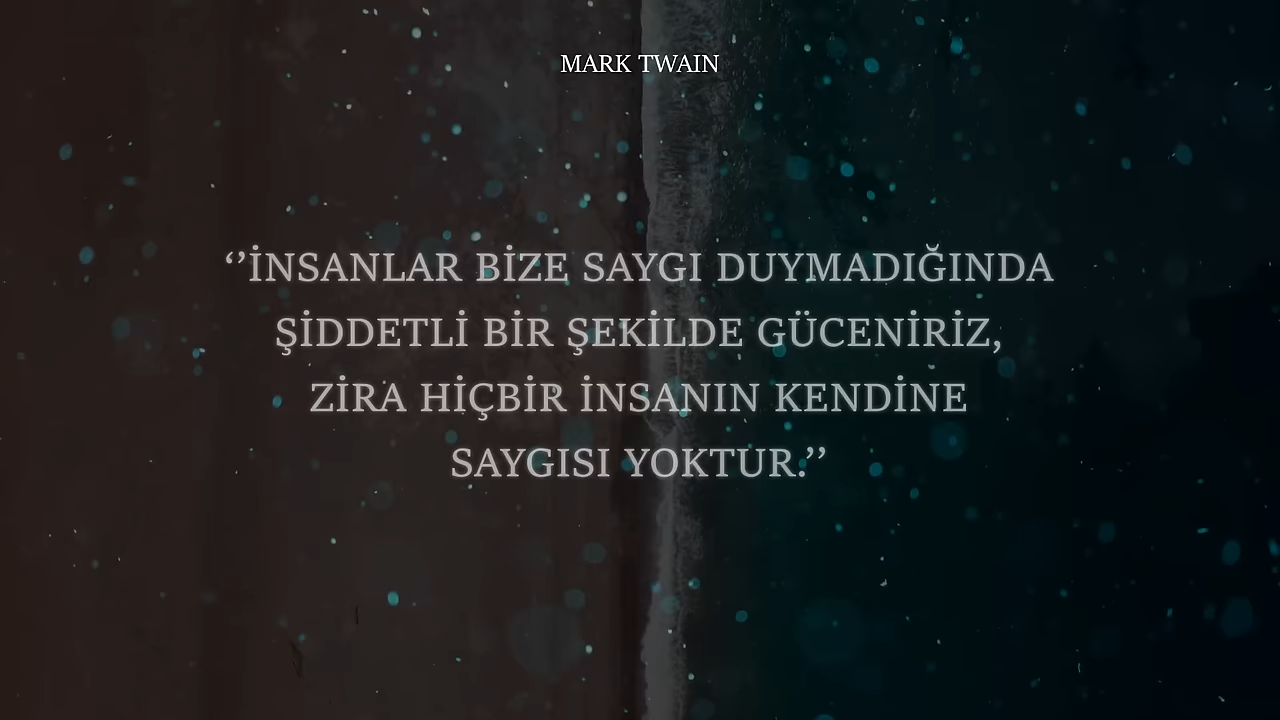 MARK TWAIN
‘’İNSANLAR BİZE SAYGI DUYMADIĞINDA
ŞİDDETLİ BİR ŞEKİLDE GÜCENİRİZ,
ZİRA HİÇBİR İNSANIN KENDİNE
SAYGISI YOKTUR.’’